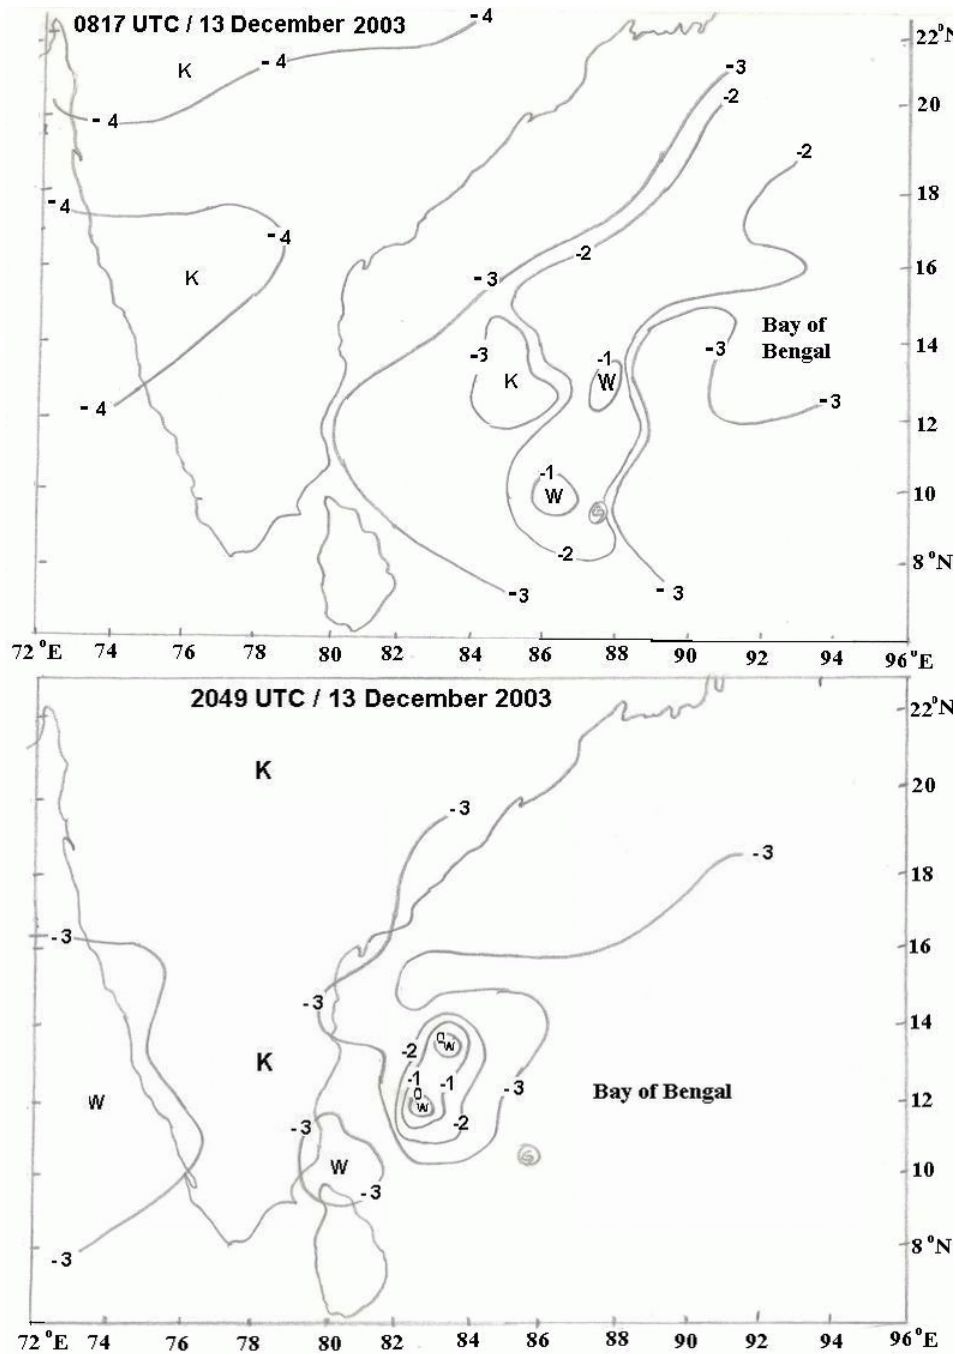 0817 UTC / 13 December 2003
-4
22°N
K
-4
-3
-4
-2
20
-2
18
-4
-4
-2
16
K
-3
Bay of
Bengal
14
-3
-1
-3
K
W
-4
-3
12
-1
W
10
-2
8°N
-3
-3
72°E 74 76 78 80 82 84 86 88 90 92 94 96°E
2049 UTC / 13 December 2003
22°N
K
20
-3
-3
18
-3
16
-3
14
0
W
-2
K
-1
-1
-3
Bay of Bengal
W
0
W
12
-3
-2
W
10
-3
-3
8°N
72°E 74 76 78 80 82 84 86 88 90 92 94 96°E